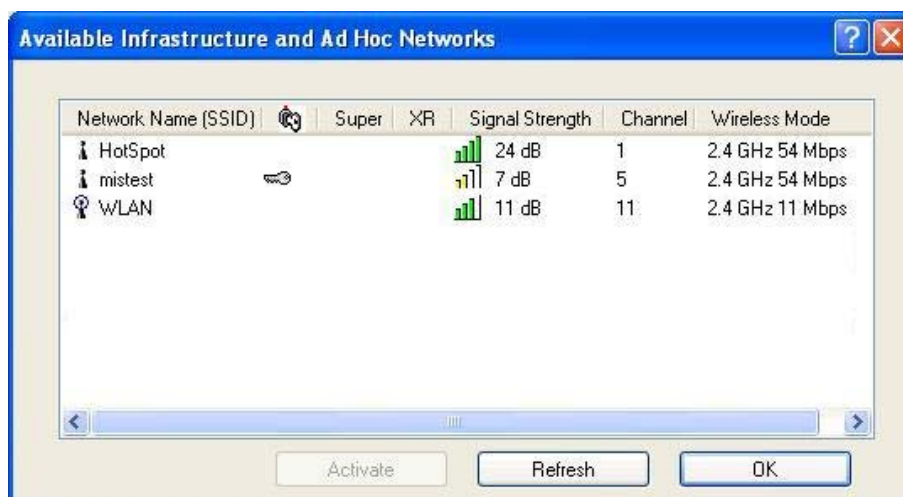 Available Infrastructure and Ad Hoc Networks
Network Name (SSID) Super XR Signal Strength Channel Wireless Mode
HotSpot 24 dB 1 2.4 GHz 54 Mbps
mistest 7 dB 5 2.4 GHz 54 Mbps
WLAN 11 dB 11 2.4 GHz 11 Mbps
Activate Refresh OK